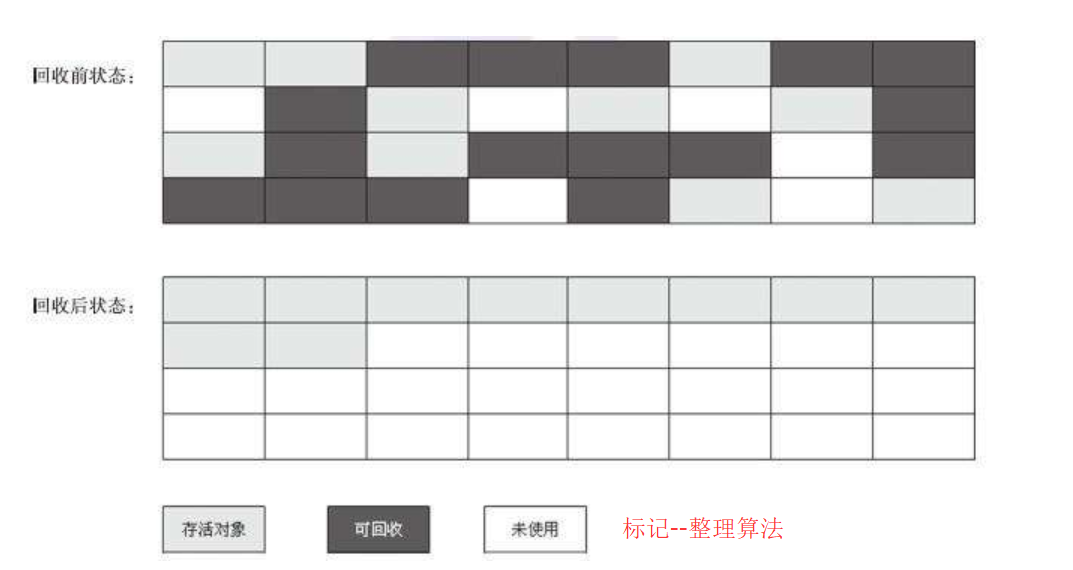 回收前状态：
回收后状态：
存活对象
可回收
未使用
标记--整理算法